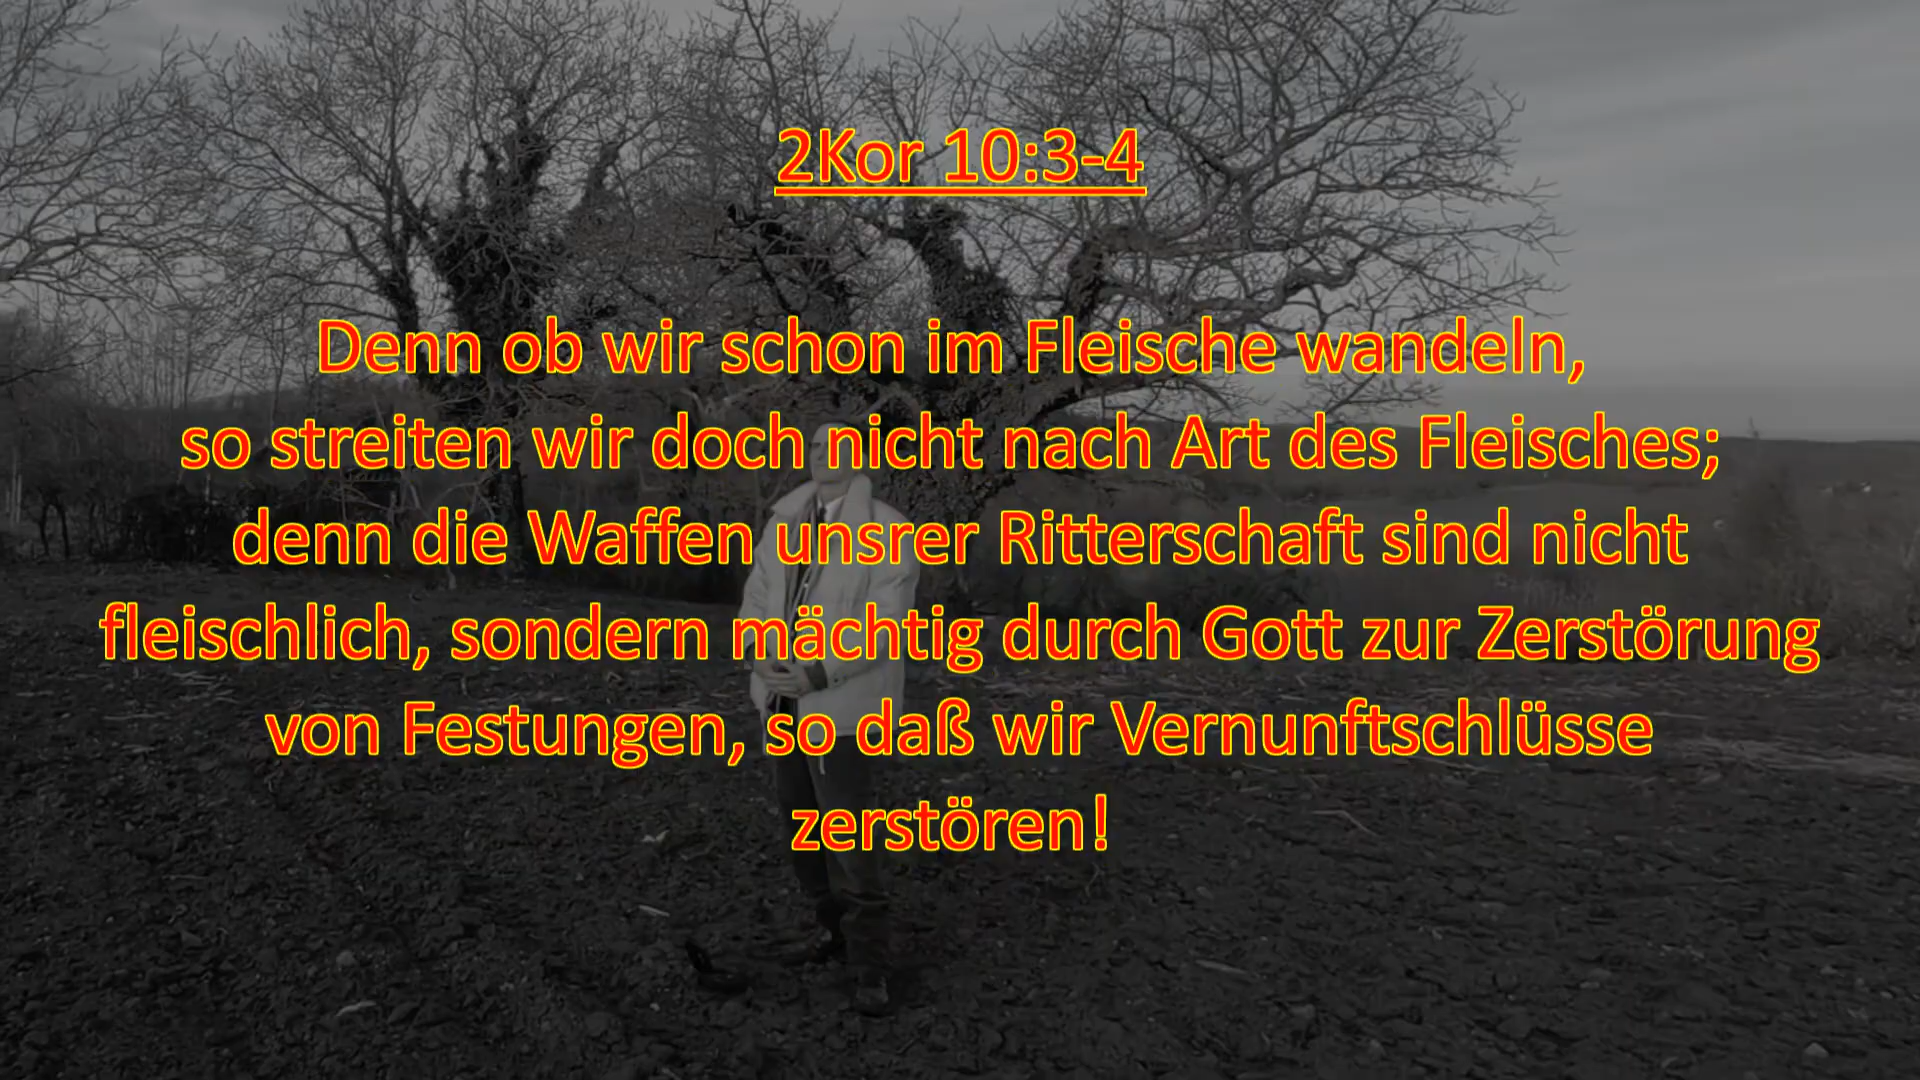 2Kor 10:3-4
Denn ob wir schon im Fleische wandeln,
so streiten wir doch nicht nach Art des Fleisches;
denn die Waffen unsrer Ritterschaft sind nicht
fleischlich, sondern mächtig durch Gott zur Zerstörung
von Festungen, so daß wir Vernunftschlüsse
zerstören!